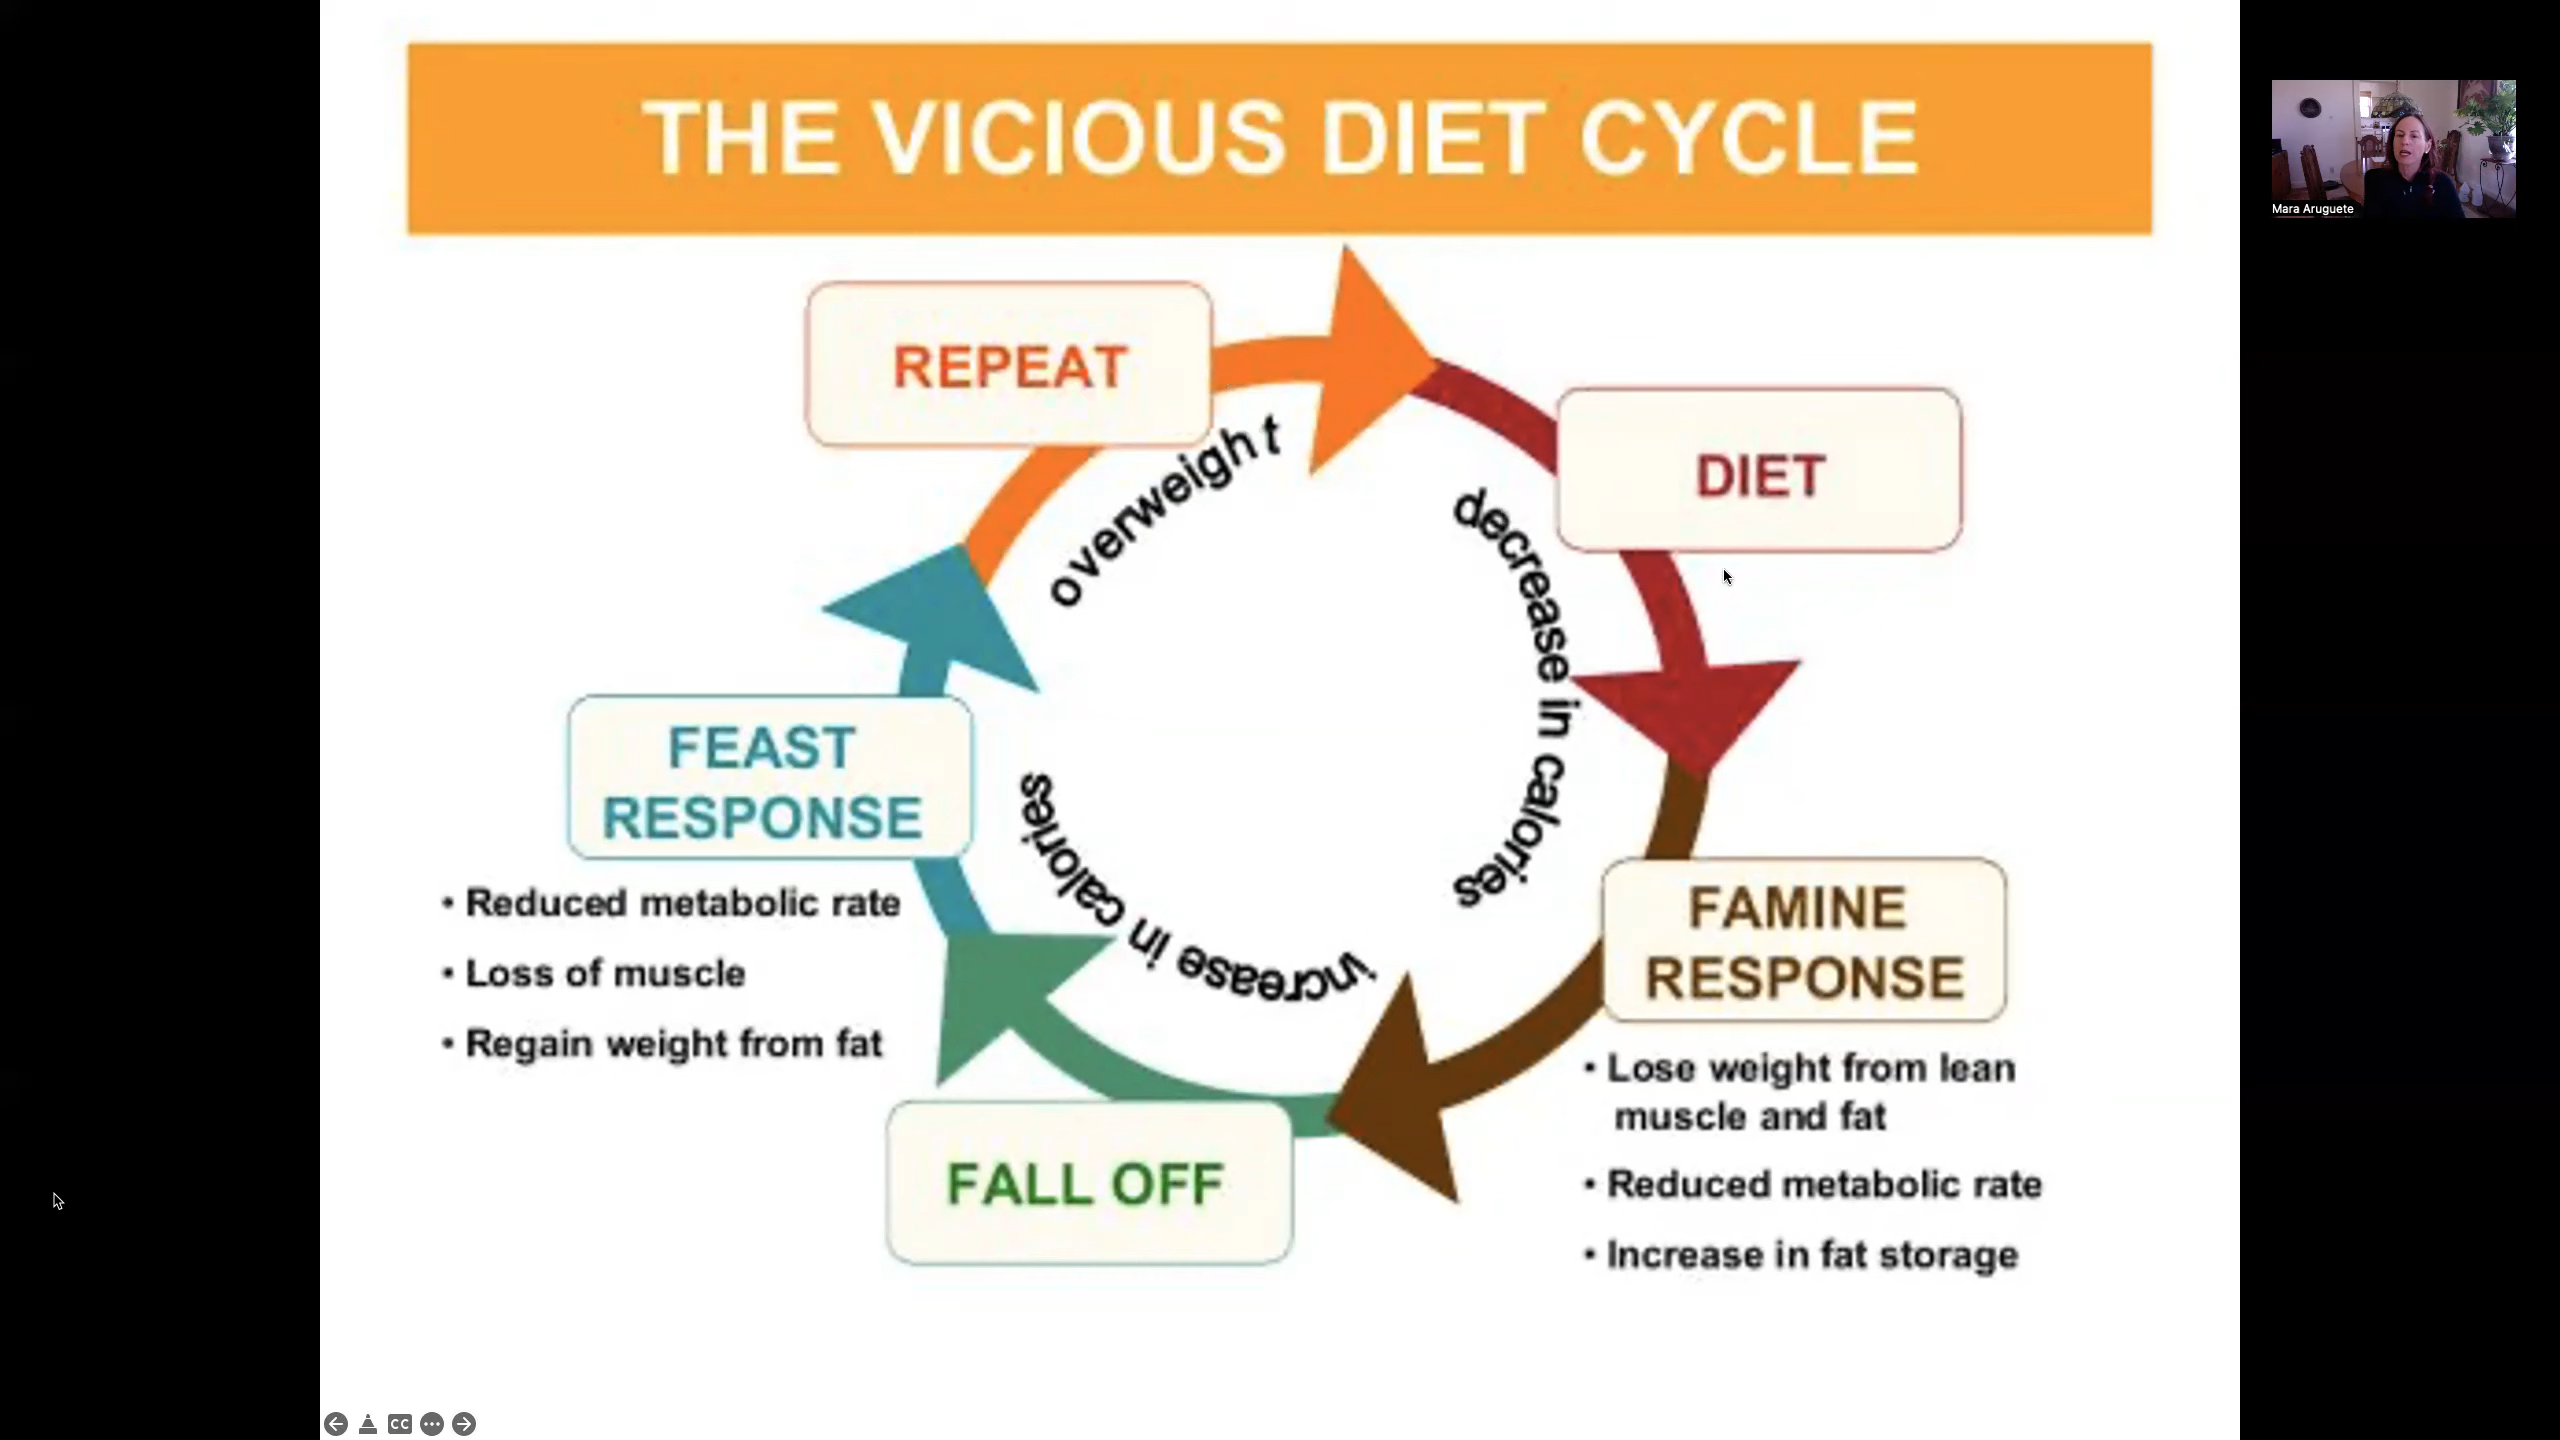 THE VICIOUS DIET CYCLE
Mara Aruguete
REPEAT
DIET
overweight
decrease in calories
FEAST
RESPONSE
• Reduced metabolic rate
• Loss of muscle
• Regain weight from fat
increase in calories
FAMINE
RESPONSE
• Lose weight from lean
muscle and fat
• Reduced metabolic rate
• Increase in fat storage
FALL OFF
CC